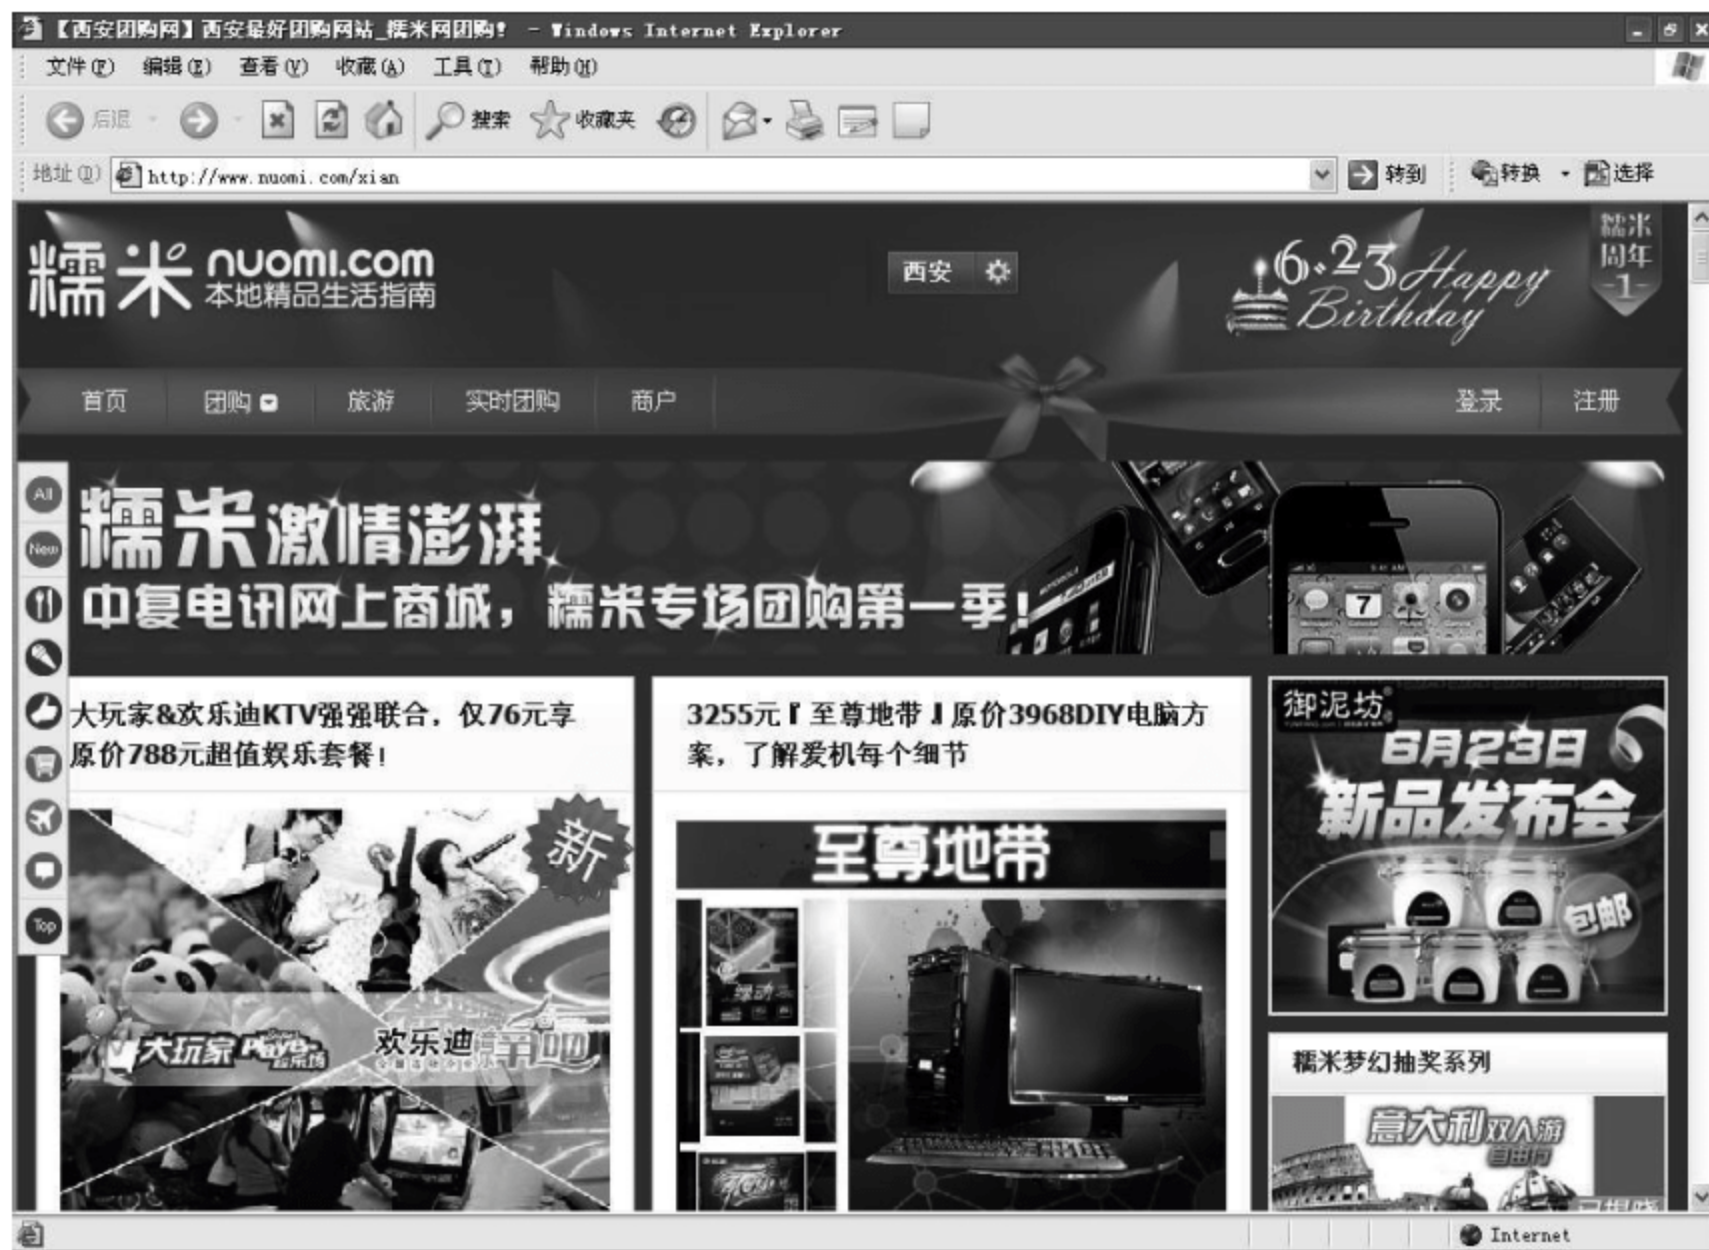 【西安团购网】西安最好团购网站_糯米网团购! - Windows Internet Explorer
文件(F) 编辑(E) 查看(V) 收藏(A) 工具(T) 帮助(H)
后退 搜索 收藏夹
地址(D) http://www.nuomi.com/xian 转到 转换 选择
糯米 nuomi.com
本地精品生活指南
西安
6.23 Happy Birthday
糯米
周年
-1-
首页 团购 旅游 实时团购 商户 登录 注册
All
New
Top
糯米激情澎湃
中复电讯网上商城，糯米专场团购第一季!
大玩家&欢乐迪KTV强强联合，仅76元享
原价788元超值娱乐套餐!
新
大玩家 Player
欢乐迪
3255元『至尊地带』原价3968DIY电脑方
案，了解爱机每个细节
至尊地带
御泥坊
6月23日
新品发布会
包邮
糯米梦幻抽奖系列
意大利双人游
自由行
已揭晓
Internet